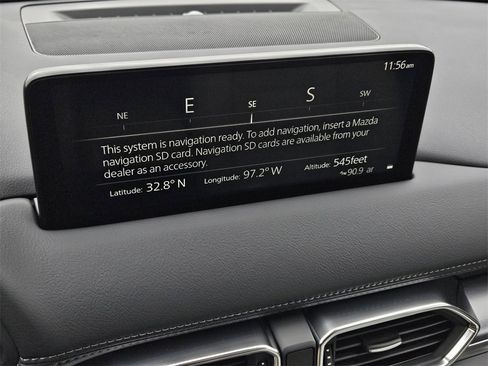 11:56am
NE E SE S SW
This system is navigation ready. To add navigation, insert a Mazda
navigation SD card. Navigation SD cards are available from your
dealer as an accessory.
Latitude: 32.8° N Longitude: 97.2° W Altitude: 545feet
90.9